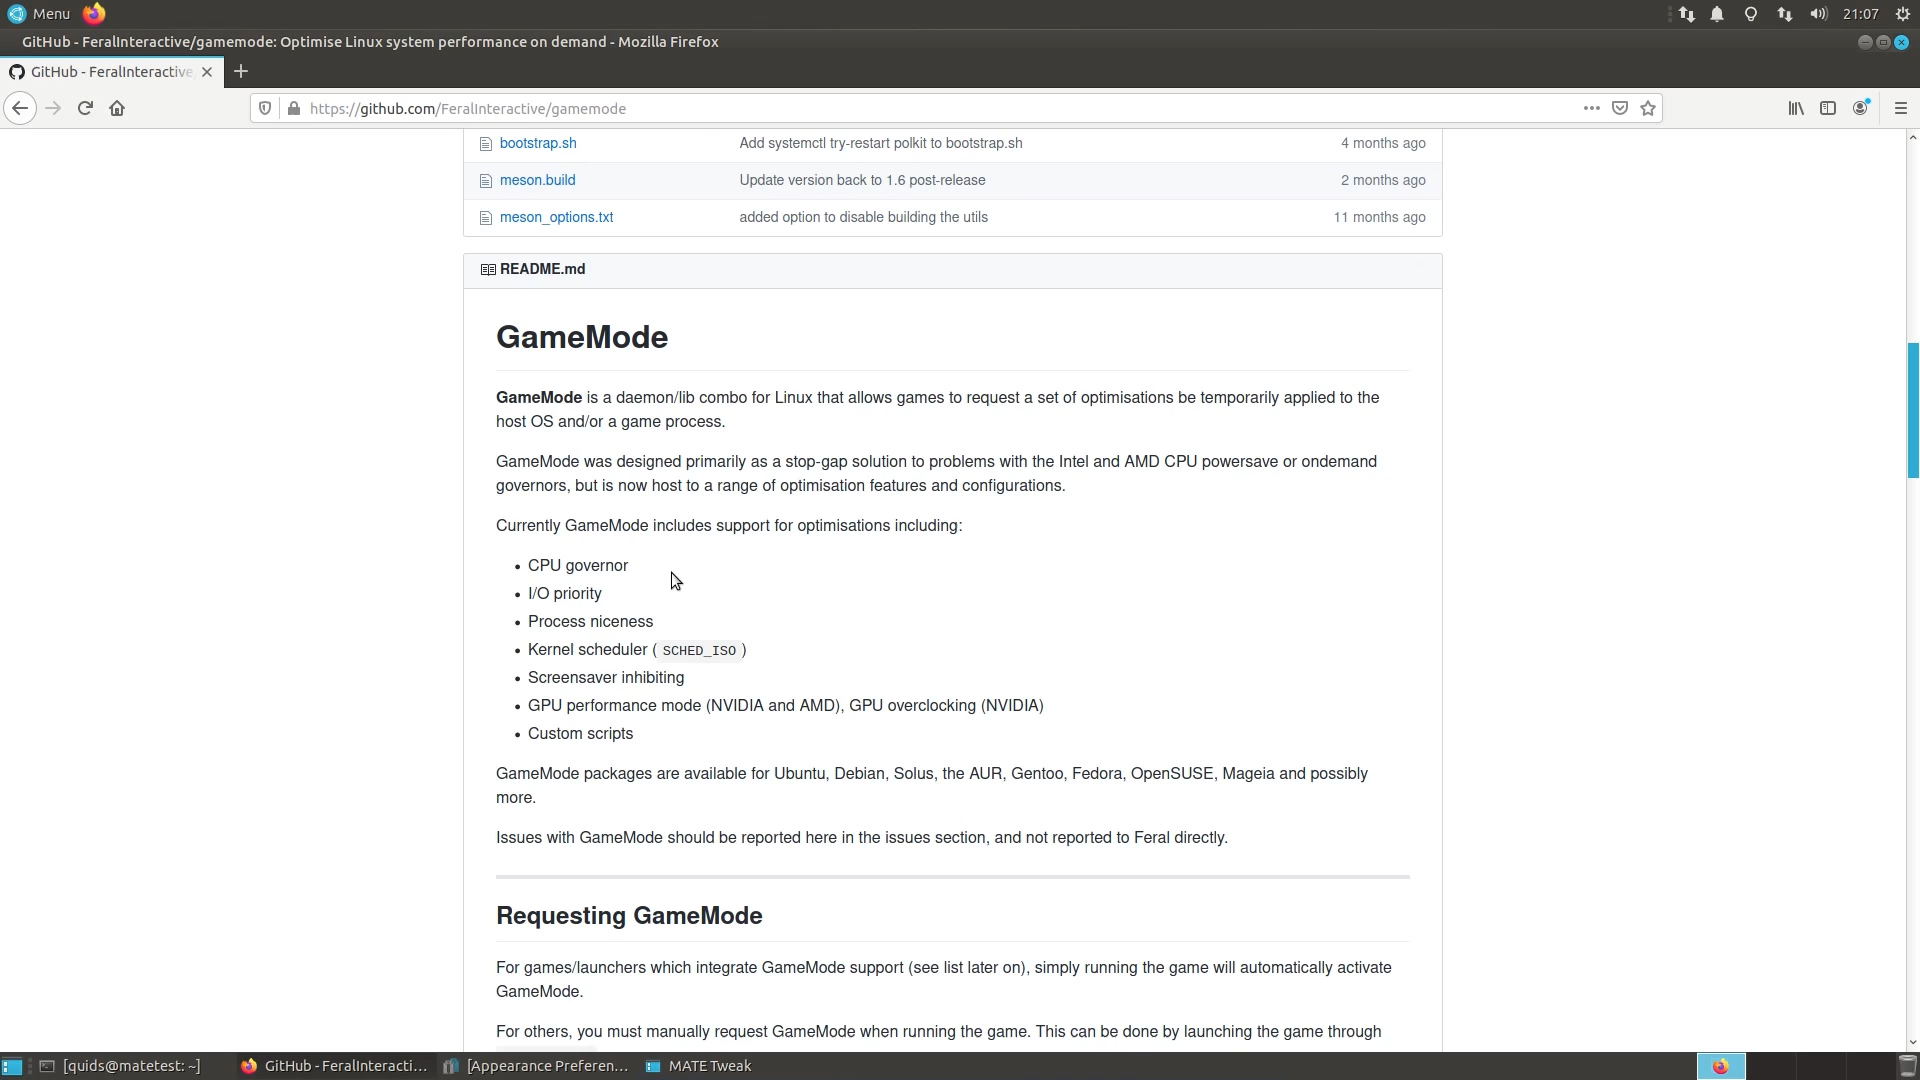 Menu
21:07
GitHub - FeralInteractive/gamemode: Optimise Linux system performance on demand - Mozilla Firefox
GitHub - FeralInteractive
https://github.com/FeralInteractive/gamemode
bootstrap.sh Add systemctl try-restart polkit to bootstrap.sh 4 months ago
meson.build Update version back to 1.6 post-release 2 months ago
meson_options.txt added option to disable building the utils 11 months ago
README.md
GameMode
GameMode is a daemon/lib combo for Linux that allows games to request a set of optimisations be temporarily applied to the
host OS and/or a game process.
GameMode was designed primarily as a stop-gap solution to problems with the Intel and AMD CPU powersave or ondemand
governors, but is now host to a range of optimisation features and configurations.
Currently GameMode includes support for optimisations including:
• CPU governor
• I/O priority
• Process niceness
• Kernel scheduler ( SCHED_ISO )
• Screensaver inhibiting
• GPU performance mode (NVIDIA and AMD), GPU overclocking (NVIDIA)
• Custom scripts
GameMode packages are available for Ubuntu, Debian, Solus, the AUR, Gentoo, Fedora, OpenSUSE, Mageia and possibly
more.
Issues with GameMode should be reported here in the issues section, and not reported to Feral directly.
Requesting GameMode
For games/launchers which integrate GameMode support (see list later on), simply running the game will automatically activate
GameMode.
For others, you must manually request GameMode when running the game. This can be done by launching the game through
[quids@matetest: ~] GitHub - FeralInteracti... [Appearance Preferen... MATE Tweak